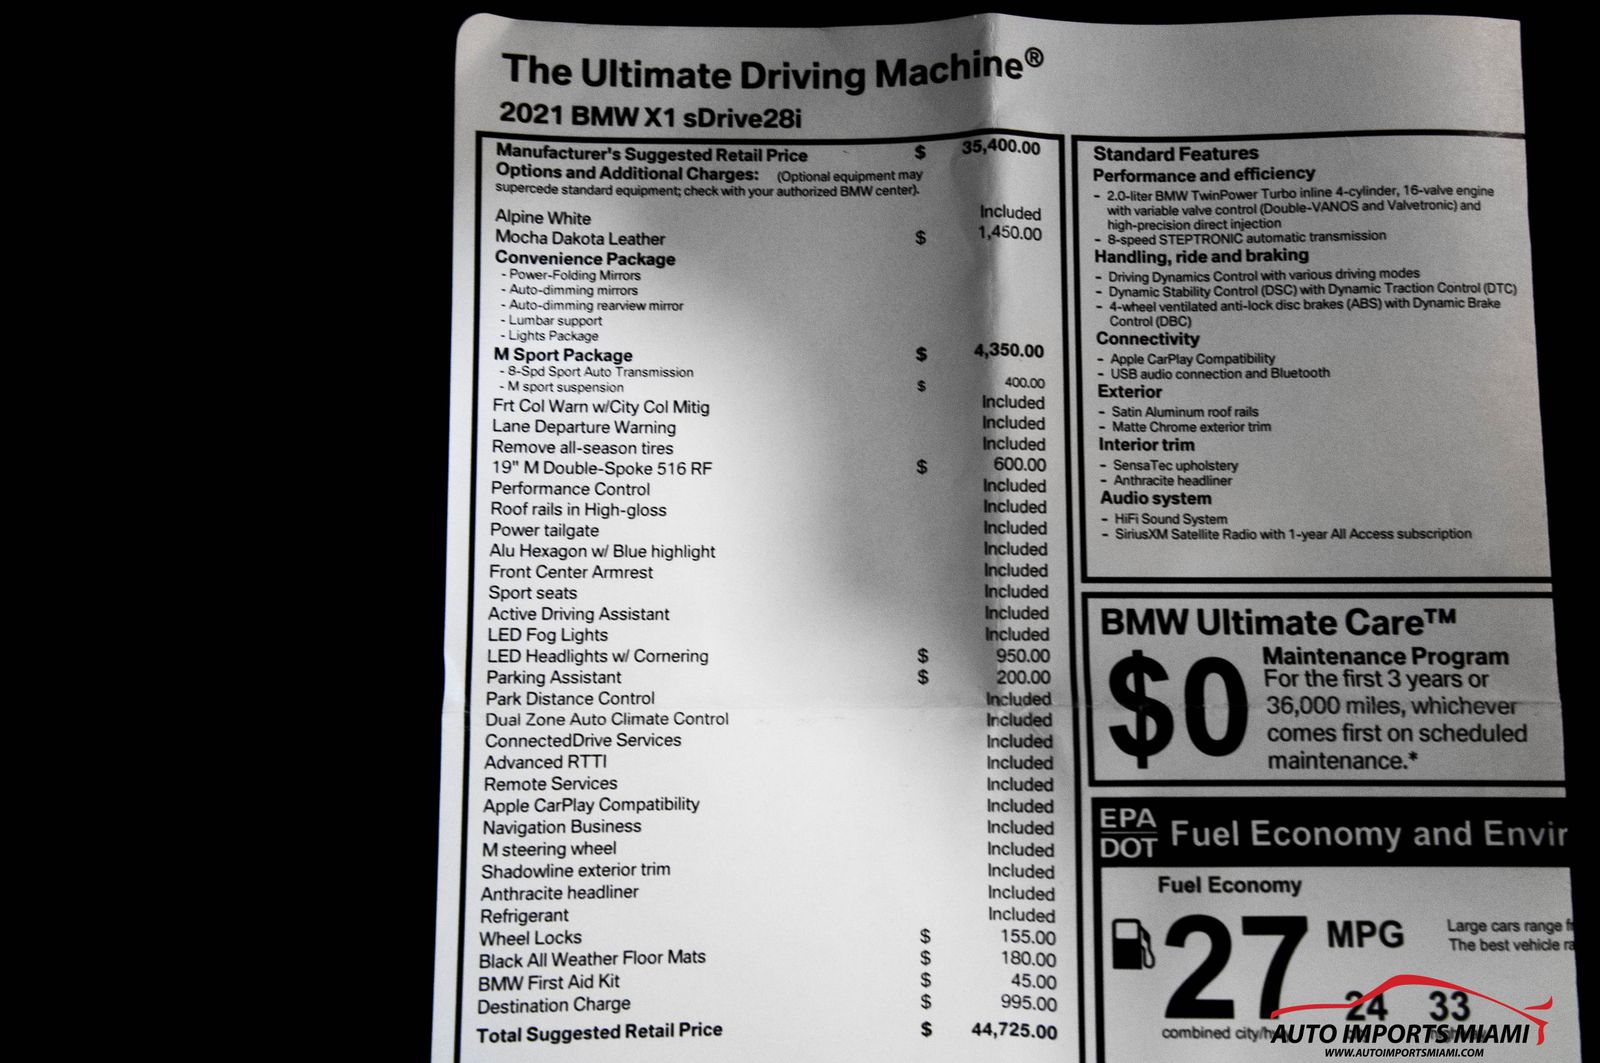 The Ultimate Driving Machine®
2021 BMW X1 sDrive28i
Manufacturer's Suggested Retail Price $ 35,400.00
Options and Additional Charges: (Optional equipment may
supercede standard equipment; check with your authorized BMW center).
Alpine White Included
Mocha Dakota Leather $ 1,450.00
Convenience Package
- Power-Folding Mirrors
- Auto-dimming mirrors
- Auto-dimming rearview mirror
- Lumbar support
- Lights Package
M Sport Package $ 4,350.00
- 8-Spd Sport Auto Transmission
- M sport suspension $ 400.00
Frt Col Warn w/City Col Mitig Included
Lane Departure Warning Included
Remove all-season tires Included
19" M Double-Spoke 516 RF $ 600.00
Performance Control Included
Roof rails in High-gloss Included
Power tailgate Included
Alu Hexagon w/ Blue highlight Included
Front Center Armrest Included
Sport seats Included
Active Driving Assistant Included
LED Fog Lights Included
LED Headlights w/ Cornering $ 950.00
Parking Assistant $ 200.00
Park Distance Control Included
Dual Zone Auto Climate Control Included
ConnectedDrive Services Included
Advanced RTTI Included
Remote Services Included
Apple CarPlay Compatibility Included
Navigation Business Included
M steering wheel Included
Shadowline exterior trim Included
Anthracite headliner Included
Refrigerant Included
Wheel Locks $ 155.00
Black All Weather Floor Mats $ 180.00
BMW First Aid Kit $ 45.00
Destination Charge $ 995.00
Total Suggested Retail Price $ 44,725.00
Standard Features
Performance and efficiency
- 2.0-liter BMW TwinPower Turbo inline 4-cylinder, 16-valve engine
with variable valve control (Double-VANOS and Valvetronic) and
high-precision direct injection
- 8-speed STEPTRONIC automatic transmission
Handling, ride and braking
- Driving Dynamics Control with various driving modes
- Dynamic Stability Control (DSC) with Dynamic Traction Control (DTC)
- 4-wheel ventilated anti-lock disc brakes (ABS) with Dynamic Brake
Control (DBC)
Connectivity
- Apple CarPlay Compatibility
- USB audio connection and Bluetooth
Exterior
- Satin Aluminum roof rails
- Matte Chrome exterior trim
Interior trim
- SensaTec upholstery
- Anthracite headliner
Audio system
- HiFi Sound System
- SiriusXM Satellite Radio with 1-year All Access subscription
BMW Ultimate Care™
$0
Maintenance Program
For the first 3 years or
36,000 miles, whichever
comes first on scheduled
maintenance.*
EPA
DOT
Fuel Economy and Envir
Fuel Economy
27 MPG
Large cars range f
The best vehicle ra
24 33
combined city/h
AUTO IMPORTS MIAMI
WWW.AUTOIMPORTSMIAMI.COM